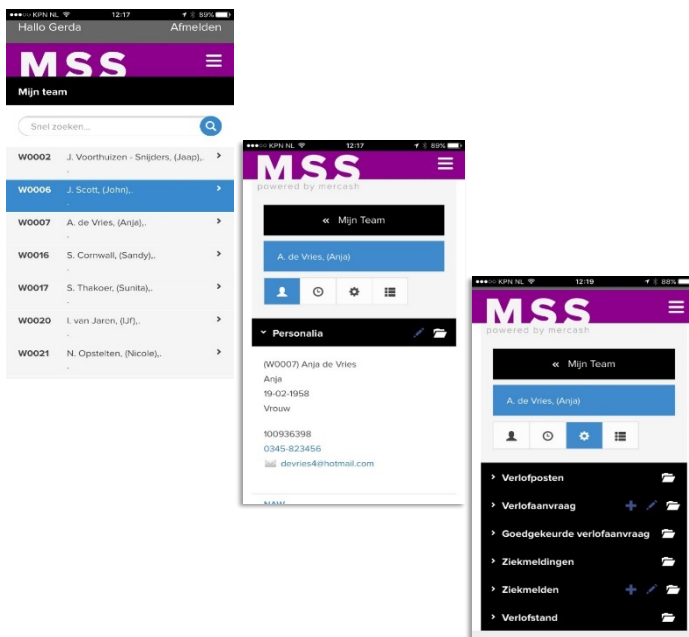 KPN NL 12:17 89%
Hallo Gerda Afmelden
MSS
Mijn team
Snel zoeken...
W0002 J. Voorthuizen - Snijders, (Jaap),.
.
W0006 J. Scott, (John),.
.
W0007 A. de Vries, (Anja),.
.
W0016 S. Cornwall, (Sandy),.
.
W0017 S. Thakoer, (Sunita),.
.
W0020 I. van Jaren, (IJf),.
.
W0021 N. Opstelten, (Nicole),.
.
KPN NL 12:17 89%
MSS
powered by mercash
« Mijn Team
A. de Vries, (Anja)
Personalia
(W0007) Anja de Vries
Anja
19-02-1958
Vrouw
100936398
0345-823456
devries4@hotmail.com
NAW
KPN NL 12:19 88%
MSS
powered by mercash
« Mijn Team
A. de Vries, (Anja)
Verlofposten
Verlofaanvraag
Goedgekeurde verlofaanvraag
Ziekmeldingen
Ziekmelden
Verlofstand